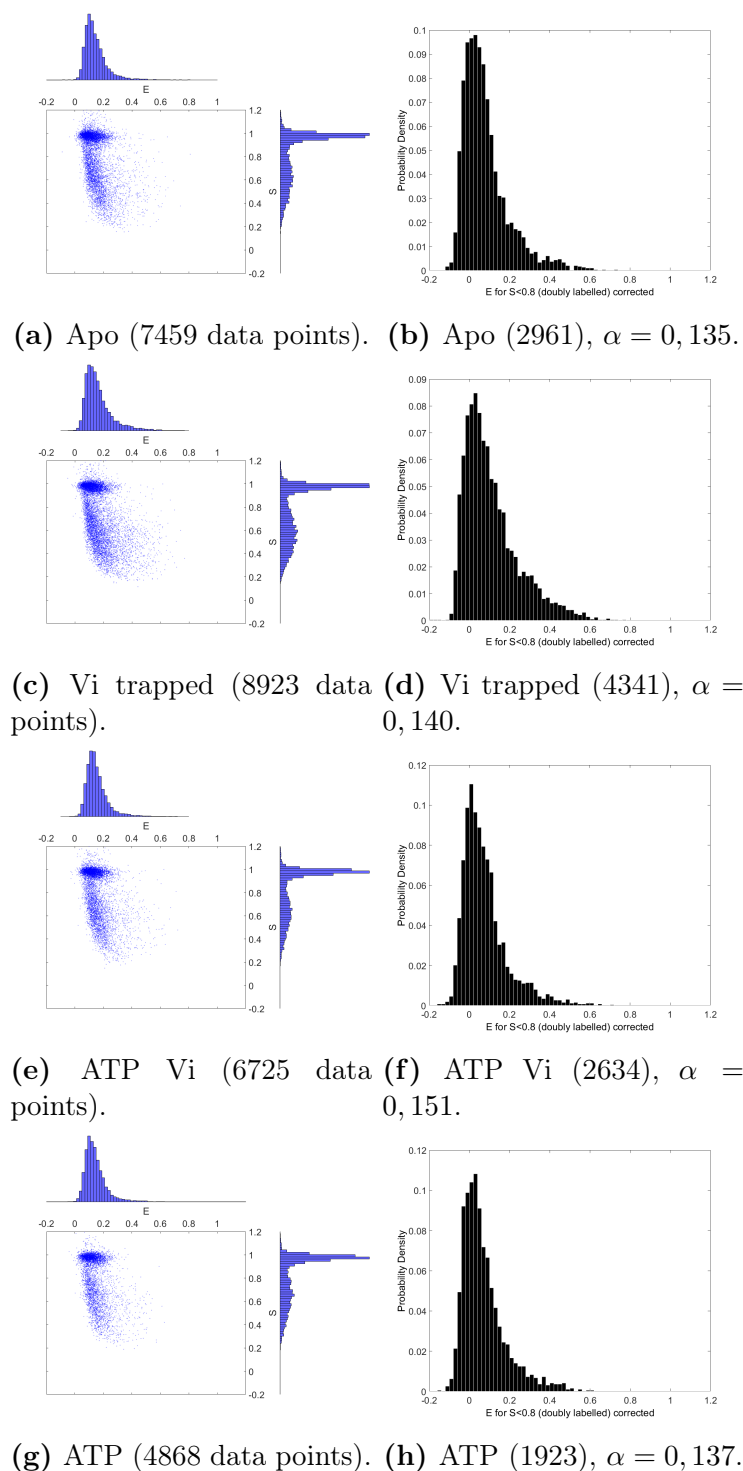 -0.2 0 0.2 0.4 0.6 0.8 1
E
1.2
1
0.8
0.6
0.4
0.2
0
-0.2
S
0.1
0.09
0.08
0.07
0.06
0.05
0.04
0.03
0.02
0.01
0
Probability Density
-0.2 0 0.2 0.4 0.6 0.8 1 1.2
E for S<0.8 (doubly labelled) corrected
(a) Apo (7459 data points).
(b) Apo (2961), α = 0, 135.
E
-0.2 0 0.2 0.4 0.6 0.8 1
1.2
1
0.8
0.6
0.4
0.2
0
-0.2
S
0.09
0.08
0.07
0.06
0.05
0.04
0.03
0.02
0.01
0
Probability Density
-0.2 0 0.2 0.4 0.6 0.8 1 1.2
E for S<0.8 (doubly labelled) corrected
(c) Vi trapped (8923 data
points).
(d) Vi trapped (4341), α =
0, 140.
E
-0.2 0 0.2 0.4 0.6 0.8 1
1.2
1
0.8
0.6
0.4
0.2
0
-0.2
S
0.12
0.1
0.08
0.06
0.04
0.02
0
Probability Density
-0.2 0 0.2 0.4 0.6 0.8 1 1.2
E for S<0.8 (doubly labelled) corrected
(e) ATP Vi (6725 data
points).
(f) ATP Vi (2634), α =
0, 151.
E
-0.2 0 0.2 0.4 0.6 0.8 1
1.2
1
0.8
0.6
0.4
0.2
0
-0.2
S
0.12
0.1
0.08
0.06
0.04
0.02
0
Probability Density
-0.2 0 0.2 0.4 0.6 0.8 1 1.2
E for S<0.8 (doubly labelled) corrected
(g) ATP (4868 data points).
(h) ATP (1923), α = 0, 137.